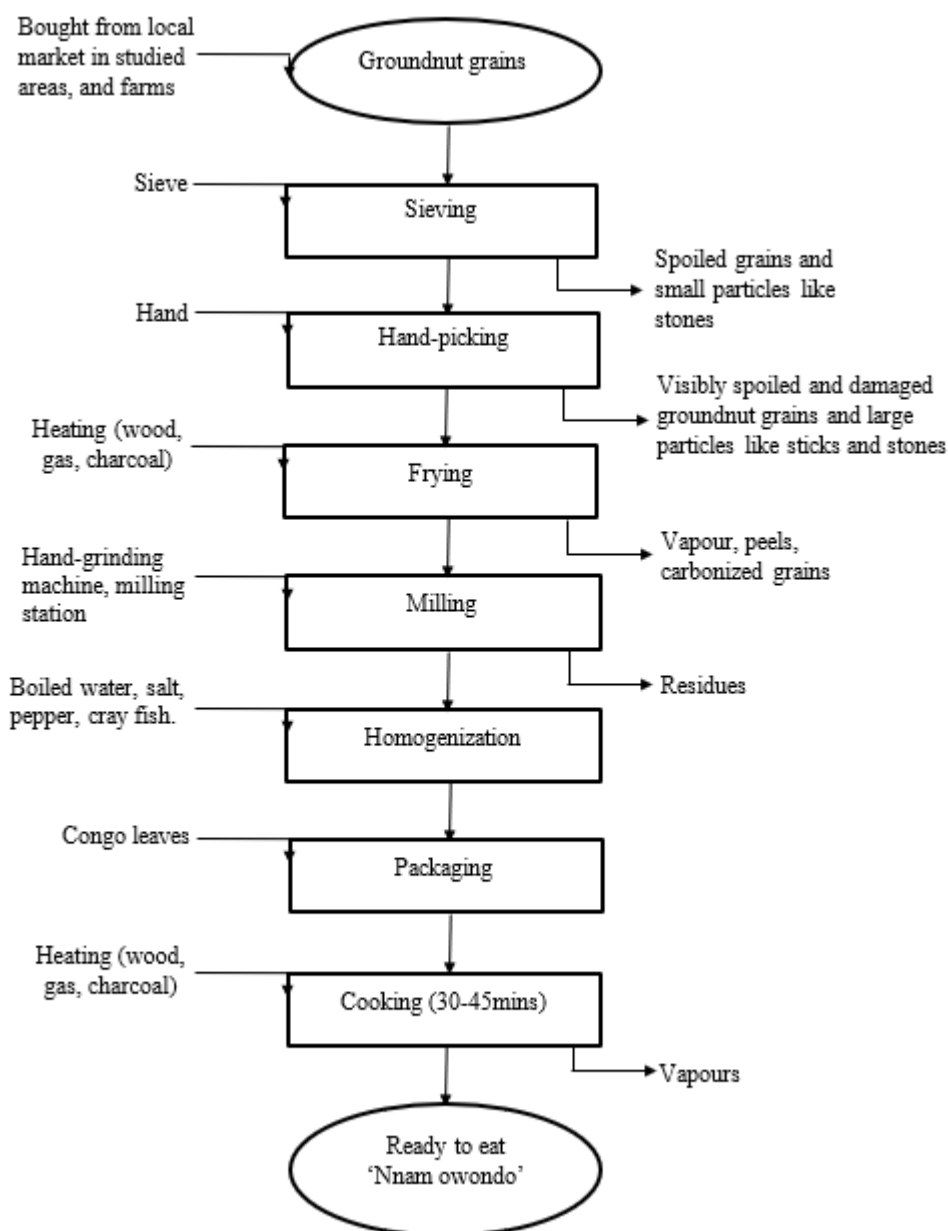 Bought from local
market in studied
areas, and farms
Groundnut grains
Sieve
Sieving
Spoiled grains and
small particles like
stones
Hand
Hand-picking
Visibly spoiled and damaged
groundnut grains and large
particles like sticks and stones
Heating (wood,
gas, charcoal)
Frying
Vapour, peels,
carbonized grains
Hand-grinding
machine, milling
station
Milling
Residues
Boiled water, salt,
pepper, cray fish.
Homogenization
Congo leaves
Packaging
Heating (wood,
gas, charcoal)
Cooking (30-45mins)
Vapours
Ready to eat
‘Nnam owondo’